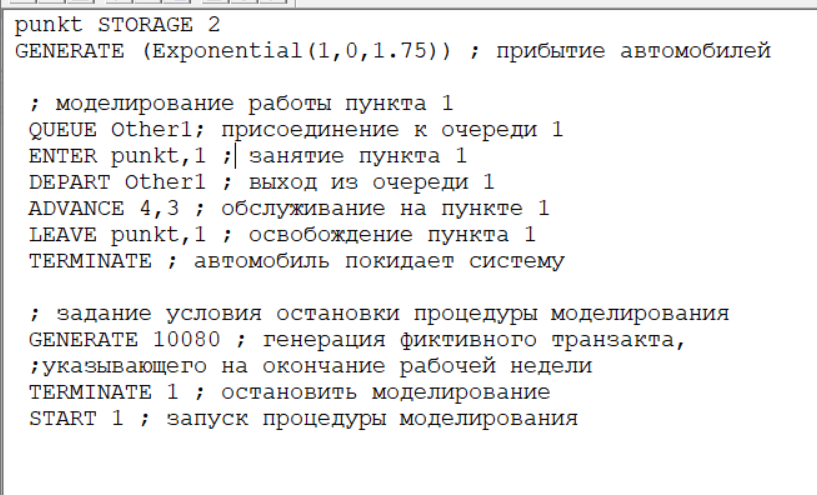 punkt STORAGE 2
GENERATE (Exponential(1,0,1.75)) ; прибытие автомобилей
; моделирование работы пункта 1
QUEUE Other1; присоединение к очереди 1
ENTER punkt,1 ; занятие пункта 1
DEPART Other1 ; выход из очереди 1
ADVANCE 4,3 ; обслуживание на пункте 1
LEAVE punkt,1 ; освобождение пункта 1
TERMINATE ; автомобиль покидает систему
; задание условия остановки процедуры моделирования
GENERATE 10080 ; генерация фиктивного транзакта,
;указывающего на окончание рабочей недели
TERMINATE 1 ; остановить моделирование
START 1 ; запуск процедуры моделирования